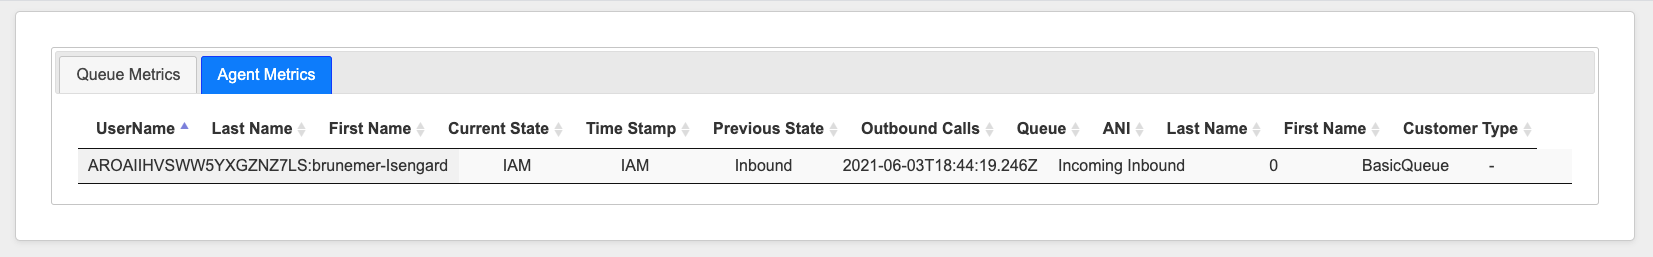 Queue Metrics Agent Metrics
UserName Last Name First Name Current State Time Stamp Previous State Outbound Calls Queue ANI Last Name First Name Customer Type
AROAIIHVSWW5YXGZNZ7LS:brunemer-Isengard IAM IAM Inbound 2021-06-03T18:44:19.246Z Incoming Inbound 0 BasicQueue -